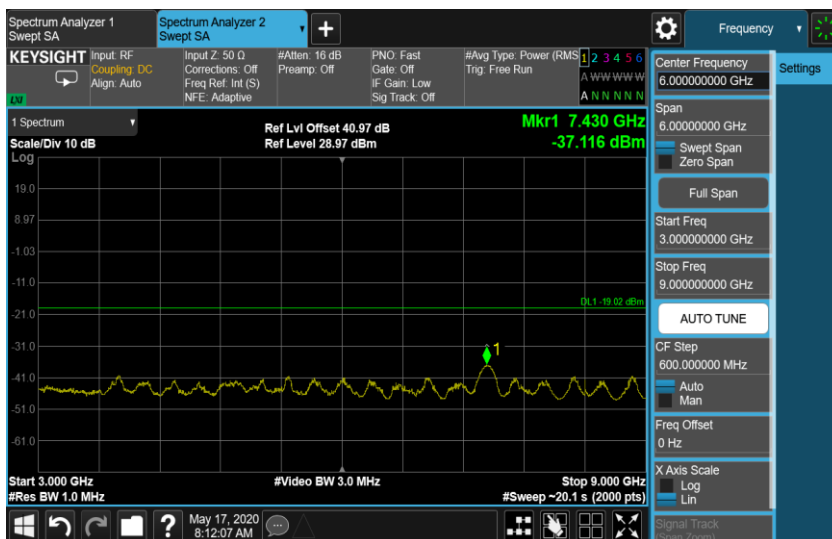 Spectrum Analyzer 1
Swept SA
Spectrum Analyzer 2
Swept SA
Frequency
KEYSIGHT
LXI
Input: RF
Coupling: DC
Align: Auto
Input Z: 50 Ω
Corrections: Off
Freq Ref: Int (S)
NFE: Adaptive
#Atten: 16 dB
Preamp: Off
PNO: Fast
Gate: Off
IF Gain: Low
Sig Track: Off
#Avg Type: Power (RMS
Trig: Free Run
1 2 3 4 5 6
A W W W W W
A N N N N N
1 Spectrum
Scale/Div 10 dB
Log
Ref Lvl Offset 40.97 dB
Ref Level 28.97 dBm
Mkr1 7.430 GHz
-37.116 dBm
19.0
8.97
-1.03
-11.0
-21.0
-31.0
-41.0
-51.0
-61.0
DL1 -19.02 dBm
1
Start 3.000 GHz
#Res BW 1.0 MHz
#Video BW 3.0 MHz
Stop 9.000 GHz
#Sweep ~20.1 s (2000 pts)
May 17, 2020
8:12:07 AM
Center Frequency
6.000000000 GHz
Settings
Span
6.00000000 GHz
Swept Span
Zero Span
Full Span
Start Freq
3.000000000 GHz
Stop Freq
9.000000000 GHz
AUTO TUNE
CF Step
600.000000 MHz
Auto
Man
Freq Offset
0 Hz
X Axis Scale
Log
Lin
Signal Track
(Span Zoom)